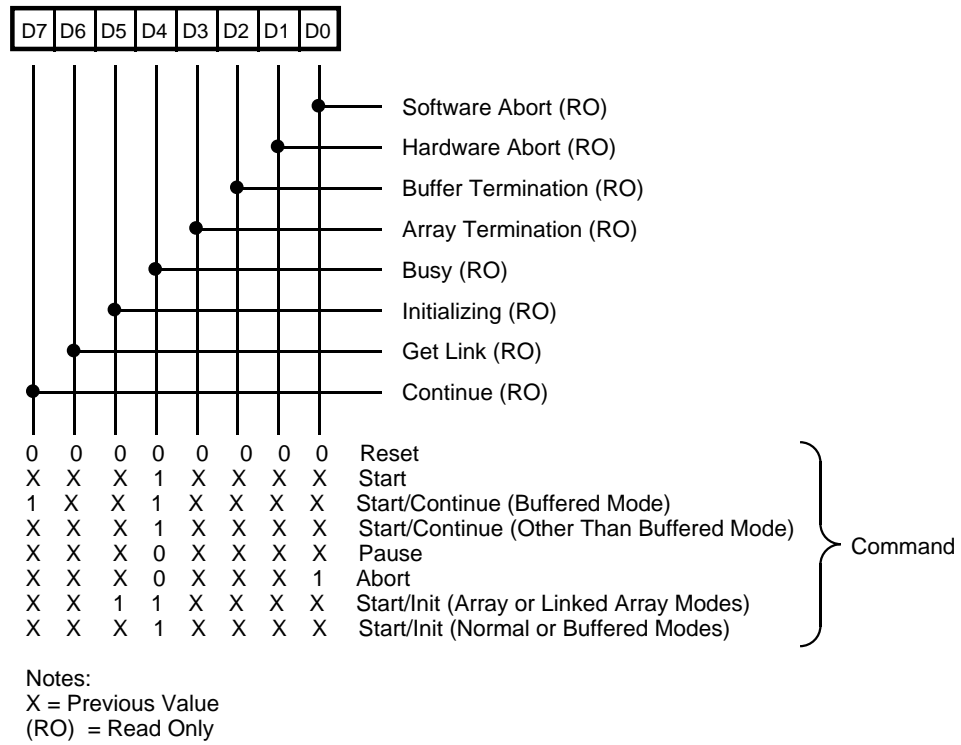 D7 D6 D5 D4 D3 D2 D1 D0
Software Abort (RO)
Hardware Abort (RO)
Buffer Termination (RO)
Array Termination (RO)
Busy (RO)
Initializing (RO)
Get Link (RO)
Continue (RO)
0 0 0 0 0 0 0 0 Reset
X X X 1 X X X X Start
1 X X 1 X X X X Start/Continue (Buffered Mode)
X X X 1 X X X X Start/Continue (Other Than Buffered Mode)
X X X 0 X X X X Pause
X X X 0 X X X 1 Abort
X X 1 1 X X X X Start/Init (Array or Linked Array Modes)
X X X 1 X X X X Start/Init (Normal or Buffered Modes)
Command
Notes:
X = Previous Value
(RO) = Read Only